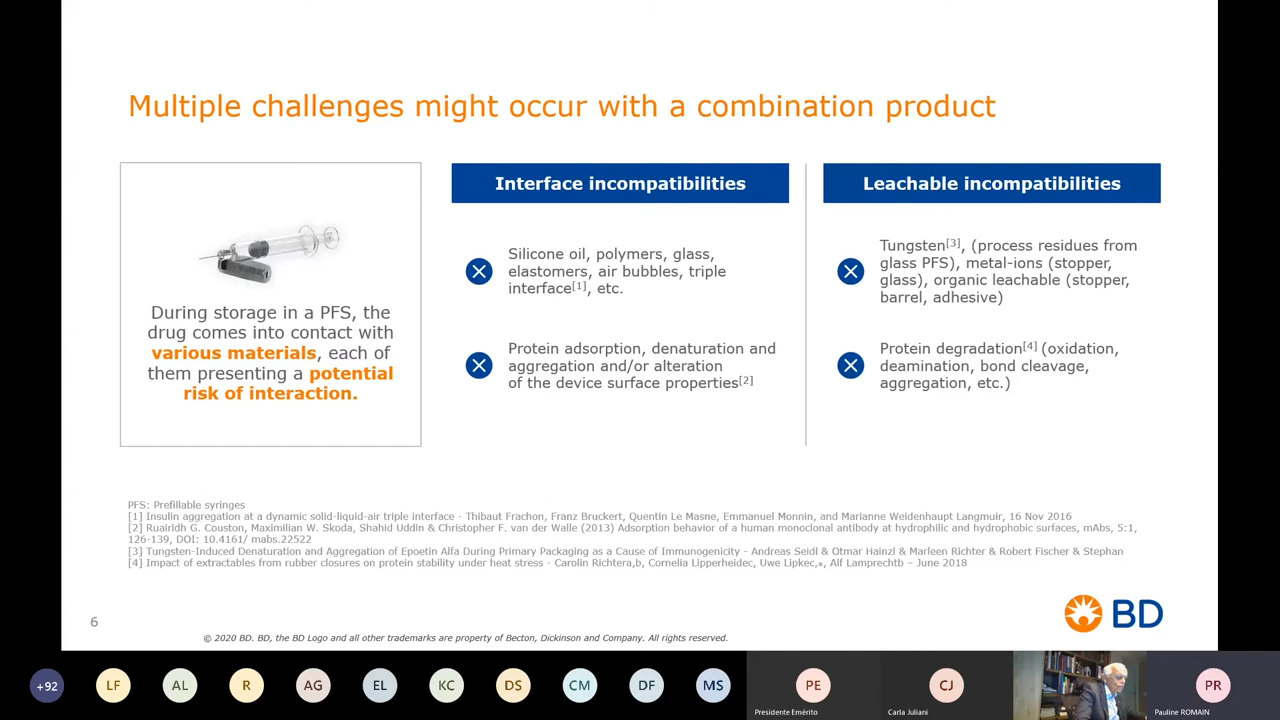 Multiple challenges might occur with a combination product
During storage in a PFS, the
drug comes into contact with
various materials, each of
them presenting a potential
risk of interaction.
Interface incompatibilities
Silicone oil, polymers, glass,
elastomers, air bubbles, triple
interface[1], etc.
Protein adsorption, denaturation and
aggregation and/or alteration
of the device surface properties[2]
Leachable incompatibilities
Tungsten[3], (process residues from
glass PFS), metal-ions (stopper,
glass), organic leachable (stopper,
barrel, adhesive)
Protein degradation[4] (oxidation,
deamination, bond cleavage,
aggregation, etc.)
PFS: Prefillable syringes
[1] Insulin aggregation at a dynamic solid-liquid-air triple interface - Thibaut Frachon, Franz Bruckert, Quentin Le Masne, Emmanuel Monnin, and Marianne Weidenhaupt Langmuir, 16 Nov 2016
[2] Ruairidh G. Couston, Maximilian W. Skoda, Shahid Uddin & Christopher F. van der Walle (2013) Adsorption behavior of a human monoclonal antibody at hydrophilic and hydrophobic surfaces, mAbs, 5:1,
126-139, DOI: 10.4161/ mabs.22522
[3] Tungsten-Induced Denaturation and Aggregation of Epoetin Alfa During Primary Packaging as a Cause of Immunogenicity - Andreas Seidl & Otmar Hainzl & Marleen Richter & Robert Fischer & Stephan
[4] Impact of extractables from rubber closures on protein stability under heat stress - Carolin Richtera,b, Cornelia Lipperheidec, Uwe Lipkec,⁎, Alf Lamprechtb – June 2018
6
© 2020 BD. BD, the BD Logo and all other trademarks are property of Becton, Dickinson and Company. All rights reserved.
BD
+92
LF
AL
R
AG
EL
KC
DS
CM
DF
MS
PE
Presidente Emérito
CJ
Carla Juliani
PR
Pauline ROMAIN